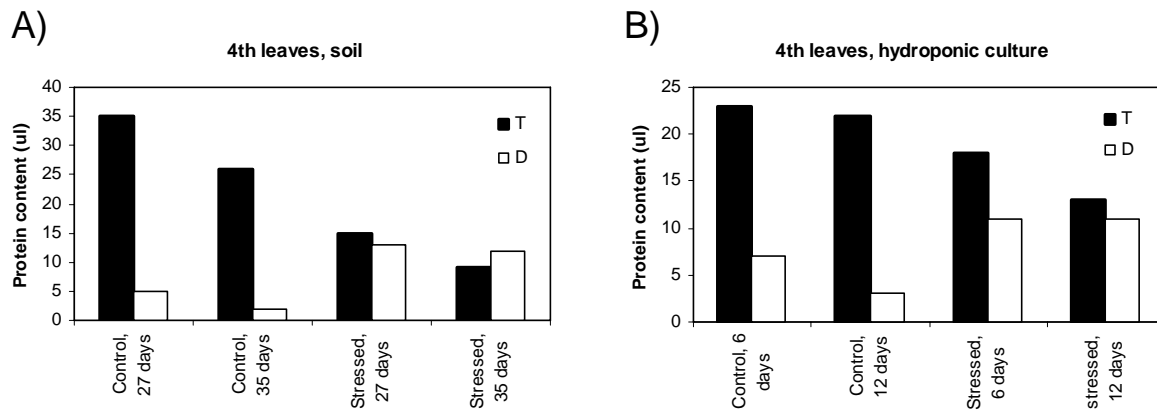 A)
4th leaves, soil
Protein content (ul)
40
35
30
25
20
15
10
5
0
T
D
Control,
27 days
Control,
35 days
Stressed,
27 days
Stressed,
35 days
B)
4th leaves, hydroponic culture
Protein content (ul)
25
20
15
10
5
0
T
D
Control, 6
days
Control,
12 days
Stressed,
6 days
stressed,
12 days